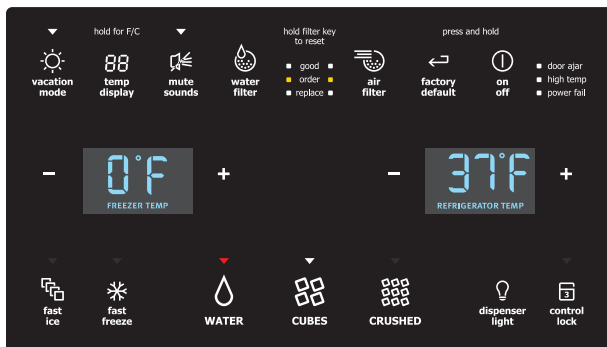 hold for F/C
hold filter key
to reset
press and hold
88
vacation
mode
temp
display
mute
sounds
water
filter
good
order
replace
air
filter
factory
default
on
off
door ajar
high temp
power fail
- 0°F +
FREEZER TEMP
- 37°F +
REFRIGERATOR TEMP
3
fast
ice
fast
freeze
WATER
CUBES
CRUSHED
dispenser
light
control
lock